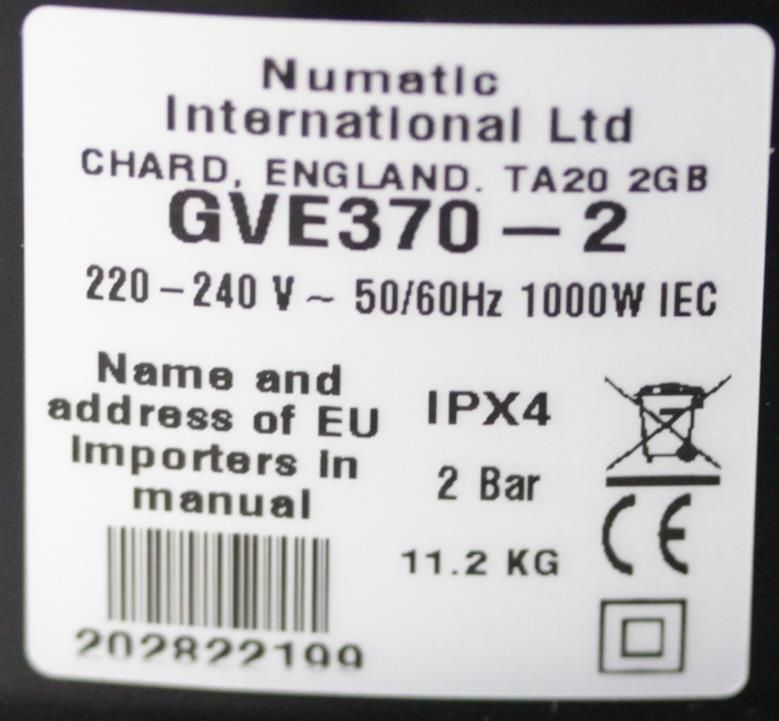 Numatic
International Ltd
CHARD, ENGLAND. TA20 2GB
GVE370-2
220-240 V ~ 50/60Hz 1000W IEC
Name and
address of EU
Importers in
manual
IPX4
2 Bar
11.2 KG
CE
202822199